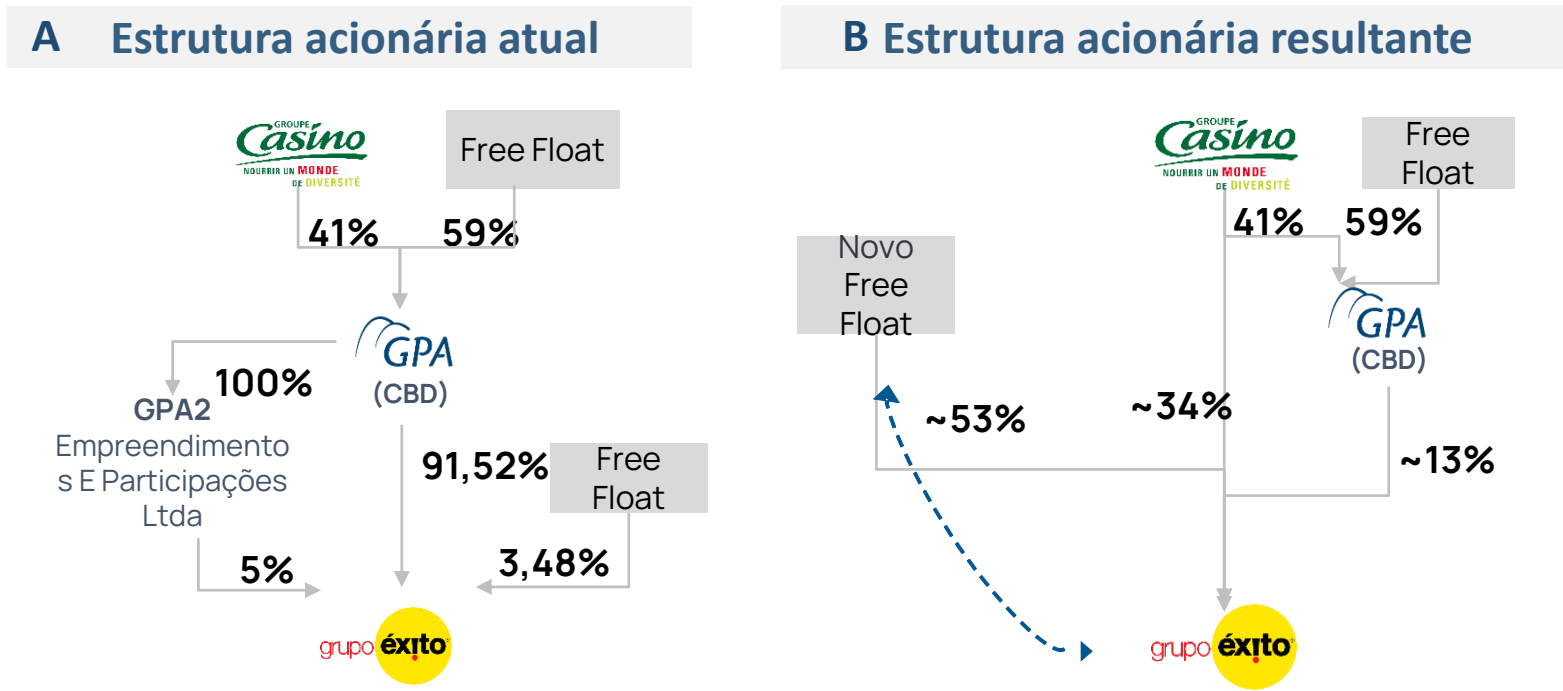 A Estrutura acionária atual
GROUPE
Casino
NOURRIR UN MONDE
DE DIVERSITÉ
Free Float
41%
59%
GPA
(CBD)
100%
GPA2
Empreendimento
s E Participações
Ltda
91,52%
Free
Float
5%
3,48%
grupo éxito
B Estrutura acionária resultante
GROUPE
Casino
NOURRIR UN MONDE
DE DIVERSITÉ
Free
Float
41%
59%
Novo
Free
Float
GPA
(CBD)
~53%
~34%
~13%
grupo éxito